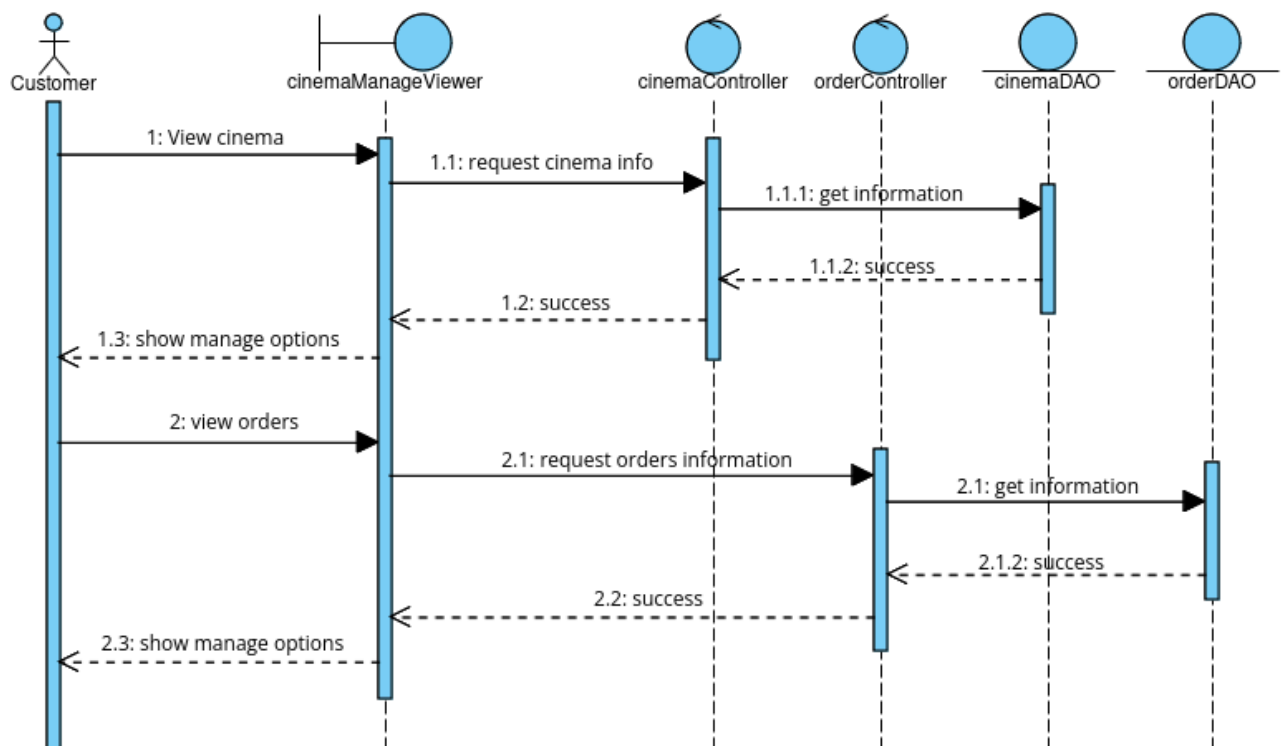 Customer
cinemaManageViewer
cinemaController
orderController
cinemaDAO
orderDAO
1: View cinema
1.1: request cinema info
1.1.1: get information
1.1.2: success
1.2: success
1.3: show manage options
2: view orders
2.1: request orders information
2.1: get information
2.1.2: success
2.2: success
2.3: show manage options